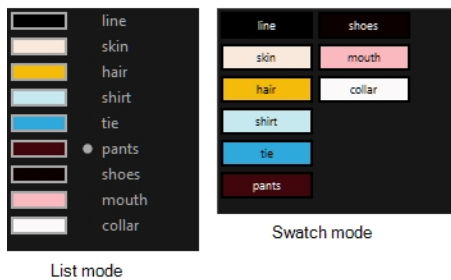 line
skin
hair
shirt
tie
pants
shoes
mouth
collar
List mode
line shoes
skin mouth
hair collar
shirt
tie
pants
Swatch mode